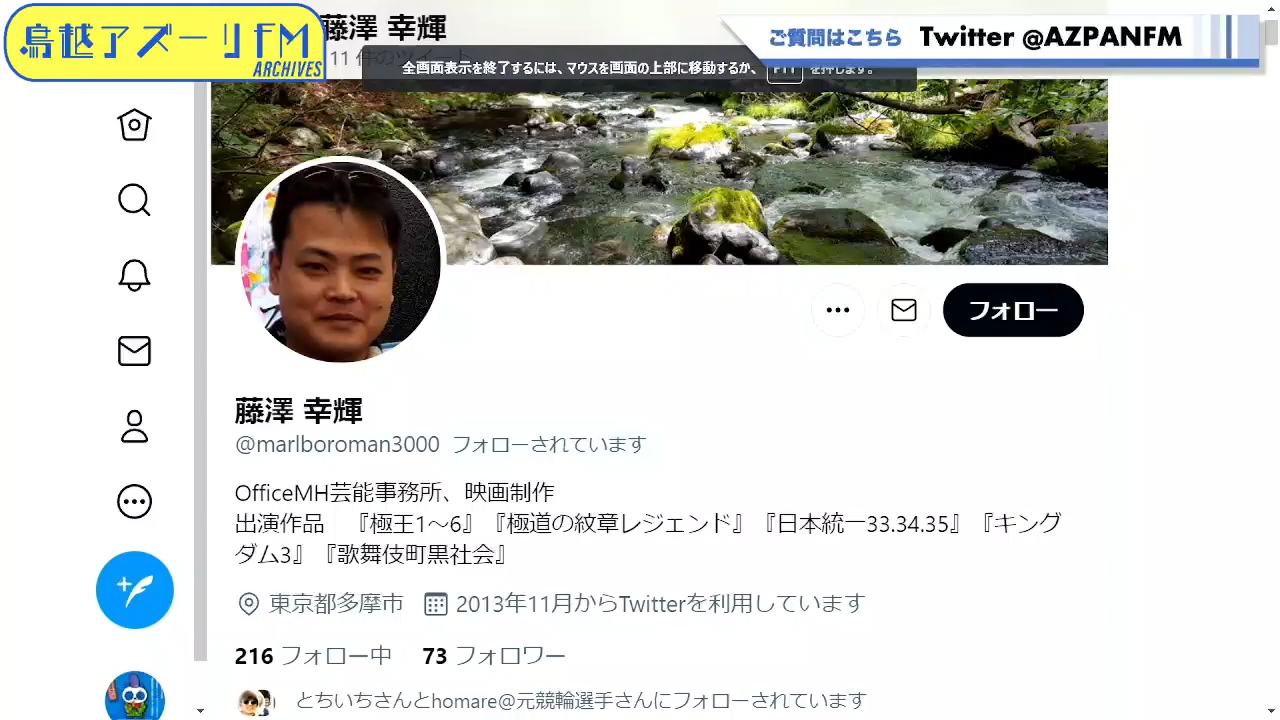 鳥越アズーリFM
ARCHIVES
藤澤 幸輝
11 件のツイート
ご質問はこちら Twitter @AZPANFM
全画面表示を終了するには、マウスを画面の上部に移動するか、 F11 を押します。
フォロー
藤澤 幸輝
@marlboroman3000 フォローされています
OfficeMH芸能事務所、映画制作
出演作品 『極王1〜6』『極道の紋章レジェンド』『日本統一33.34.35』『キング
ダム3』『歌舞伎町黒社会』
東京都多摩市 2013年11月からTwitterを利用しています
216 フォロー中 73 フォロワー
とちいちさんとhomare@元競輪選手さんにフォローされています